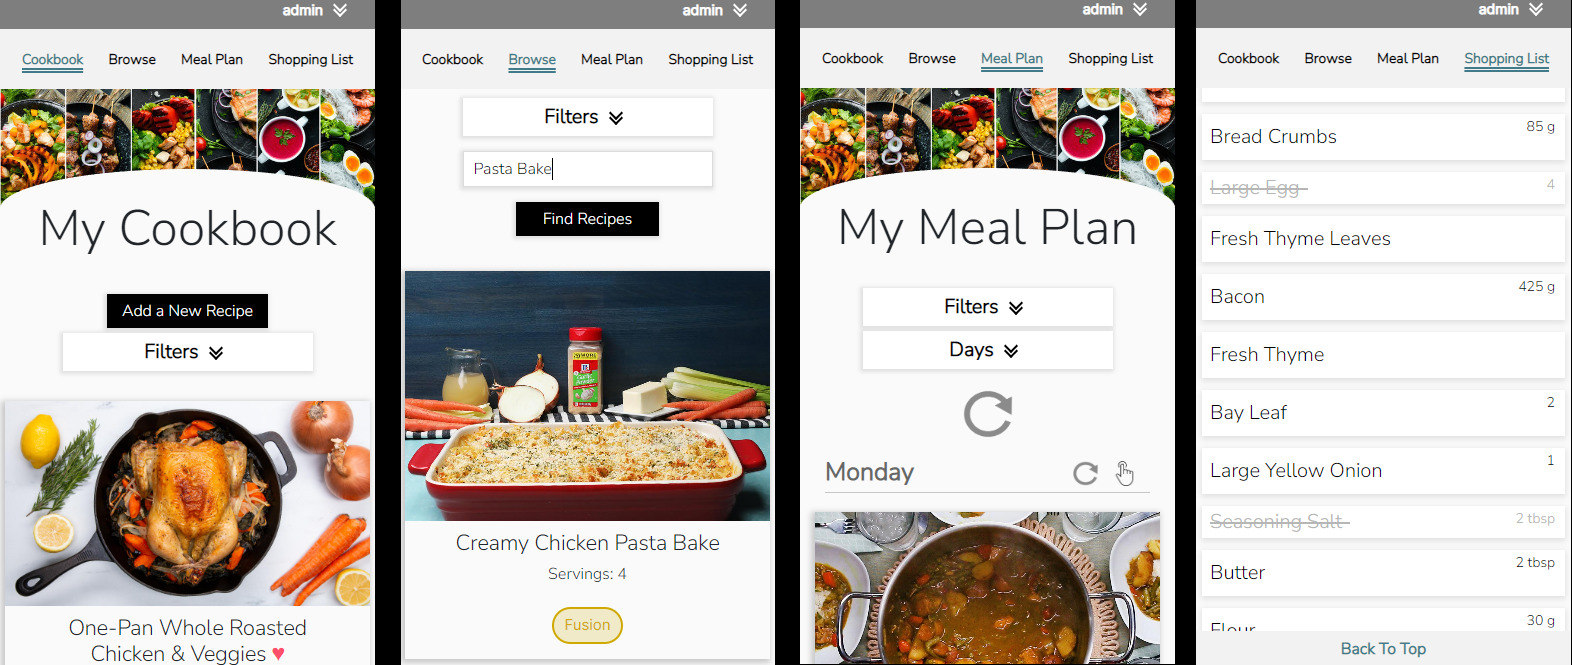 admin
Cookbook Browse Meal Plan Shopping List
My Cookbook
Add a New Recipe
Filters
One-Pan Whole Roasted
Chicken & Veggies ♥
admin
Cookbook Browse Meal Plan Shopping List
Filters
Pasta Bake
Find Recipes
Creamy Chicken Pasta Bake
Servings: 4
Fusion
admin
Cookbook Browse Meal Plan Shopping List
My Meal Plan
Filters
Days
Monday
admin
Cookbook Browse Meal Plan Shopping List
Bread Crumbs 85 g
Large Egg 4
Fresh Thyme Leaves
Bacon 425 g
Fresh Thyme
Bay Leaf 2
Large Yellow Onion 1
Seasoning Salt 2 tbsp
Butter 2 tbsp
Flour 30 g
Back To Top